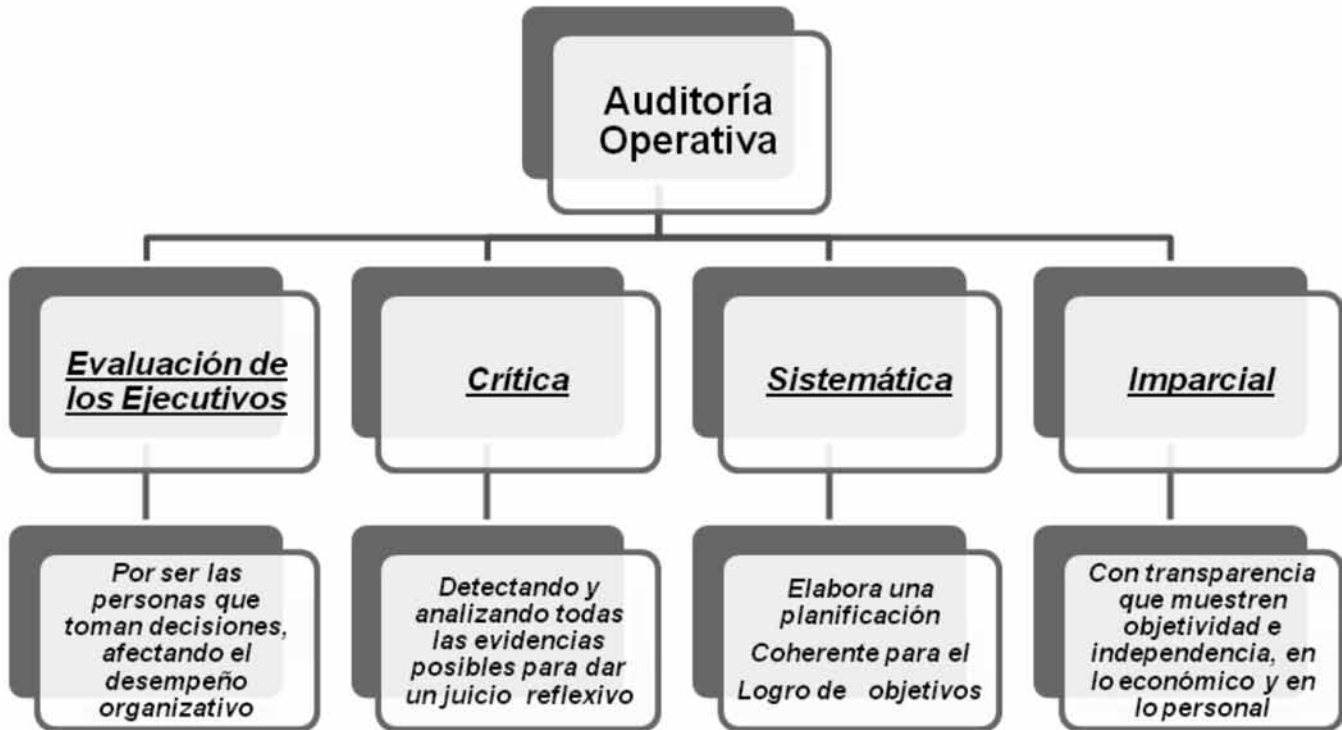 Auditoría
Operativa
Evaluación de
los Ejecutivos
Crítica
Sistemática
Imparcial
Por ser las
personas que
toman decisiones,
afectando el
desempeño
organizativo
Detectando y
analizando todas
las evidencias
posibles para dar
un juicio reflexivo
Elabora una
planificación
Coherente para el
Logro de objetivos
Con transparencia
que muestren
objetividad e
independencia, en
lo económico y en
lo personal